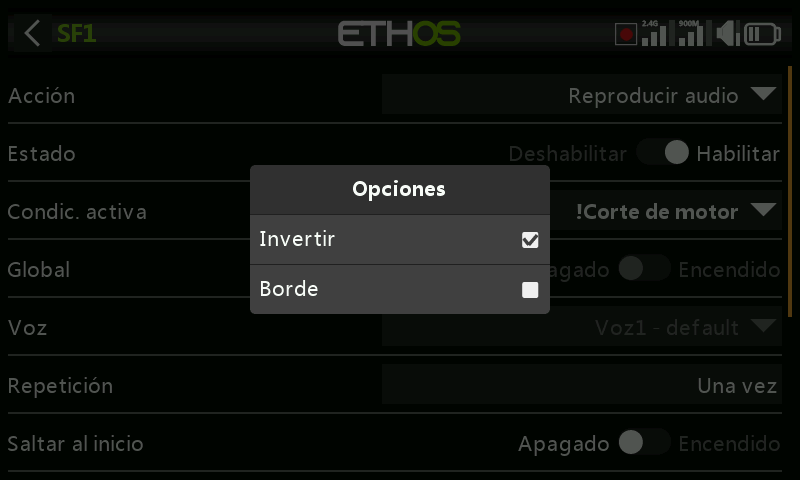 SF1
ETHOS
2.4G
900M
Acción
Reproducir audio
Estado
Deshabilitar
Habilitar
Opciones
Condic. activa
!Corte de motor
Invertir
Global
agado
Encendido
Borde
Voz
Voz1 - default
Repetición
Una vez
Saltar al inicio
Apagado
Encendido